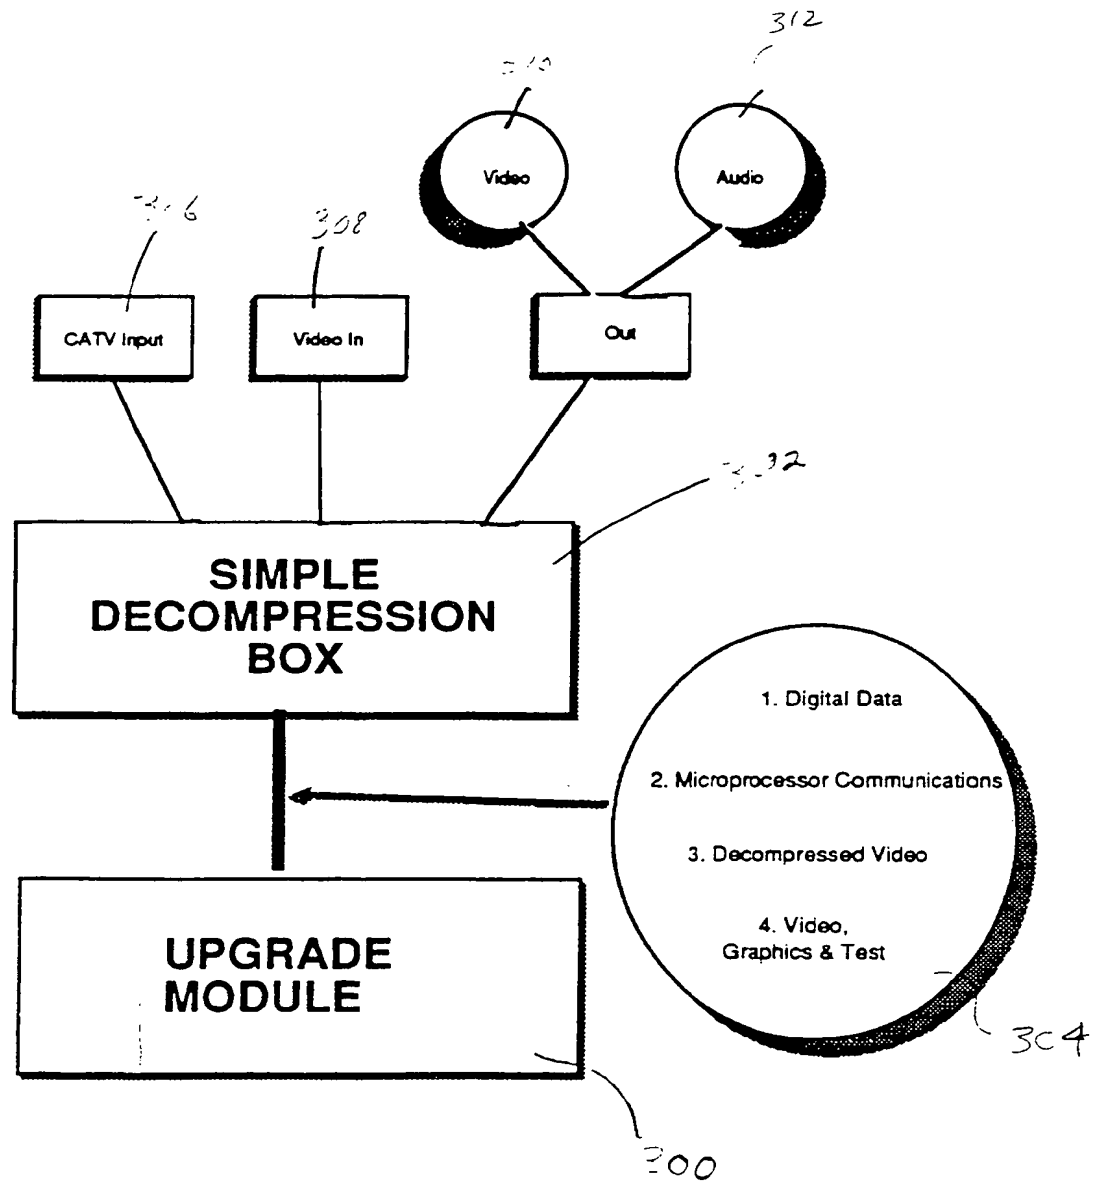 312
Video
Audio
308
CATV Input
Video In
Out
SIMPLE
DECOMPRESSION
BOX
1. Digital Data
2. Microprocessor Communications
3. Decompressed Video
4. Video,
Graphics & Test
UPGRADE
MODULE
304
300